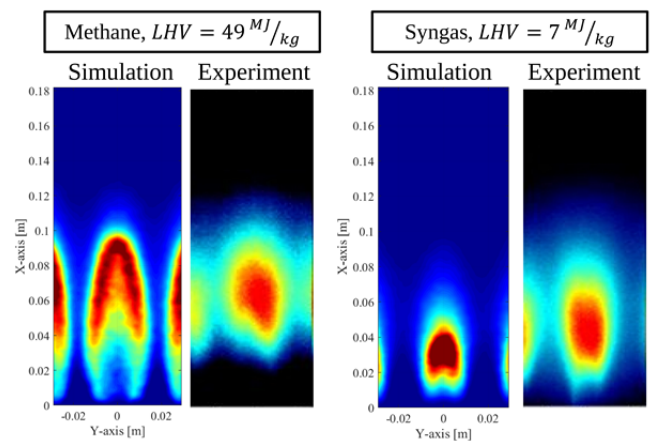 Methane, LHV = 49 MJ/kg
Syngas, LHV = 7 MJ/kg
Simulation Experiment
Simulation Experiment
0.18
0.16
0.14
0.12
0.1
0.08
0.06
0.04
0.02
0
X-axis [m]
-0.02 0 0.02
Y-axis [m]
0.18
0.16
0.14
0.12
0.1
0.08
0.06
0.04
0.02
0
X-axis [m]
-0.02 0 0.02
Y-axis [m]